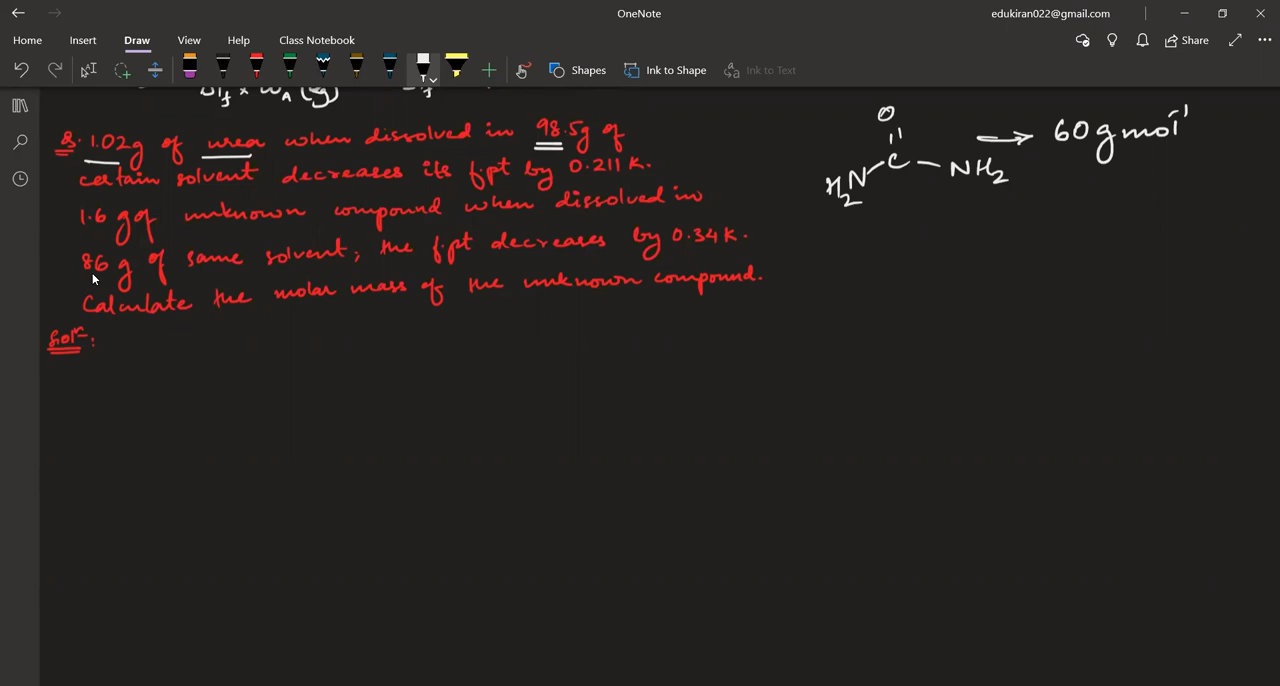 OneNote
edukiran022@gmail.com
Home Insert Draw View Help Class Notebook
Share
Shapes Ink to Shape Ink to Text
Q. 1.02g of urea when dissolved in 98.5g of
certain solvent decreases its f.pt by 0.211 K.
1.6 g of unknown compound when dissolved in
86 g of same solvent, the f.pt decreases by 0.34 K.
Calculate the molar mass of the unknown compound.
Solⁿ:
O
H₂N C NH₂ → 60 g mol⁻¹